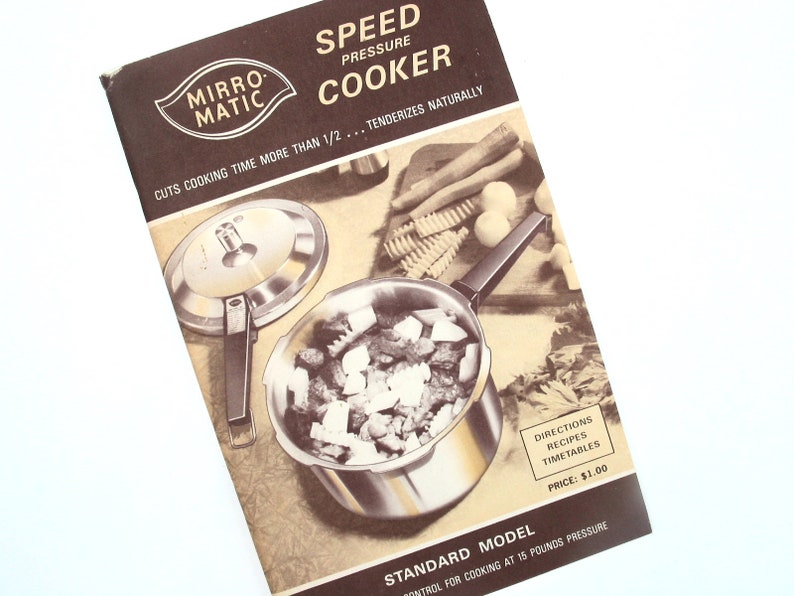 MIRRO-
MATIC
SPEED
PRESSURE
COOKER
CUTS COOKING TIME MORE THAN 1/2 ... TENDERIZES NATURALLY
DIRECTIONS
RECIPES
TIMETABLES
PRICE: $1.00
STANDARD MODEL
CONTROL FOR COOKING AT 15 POUNDS PRESSURE